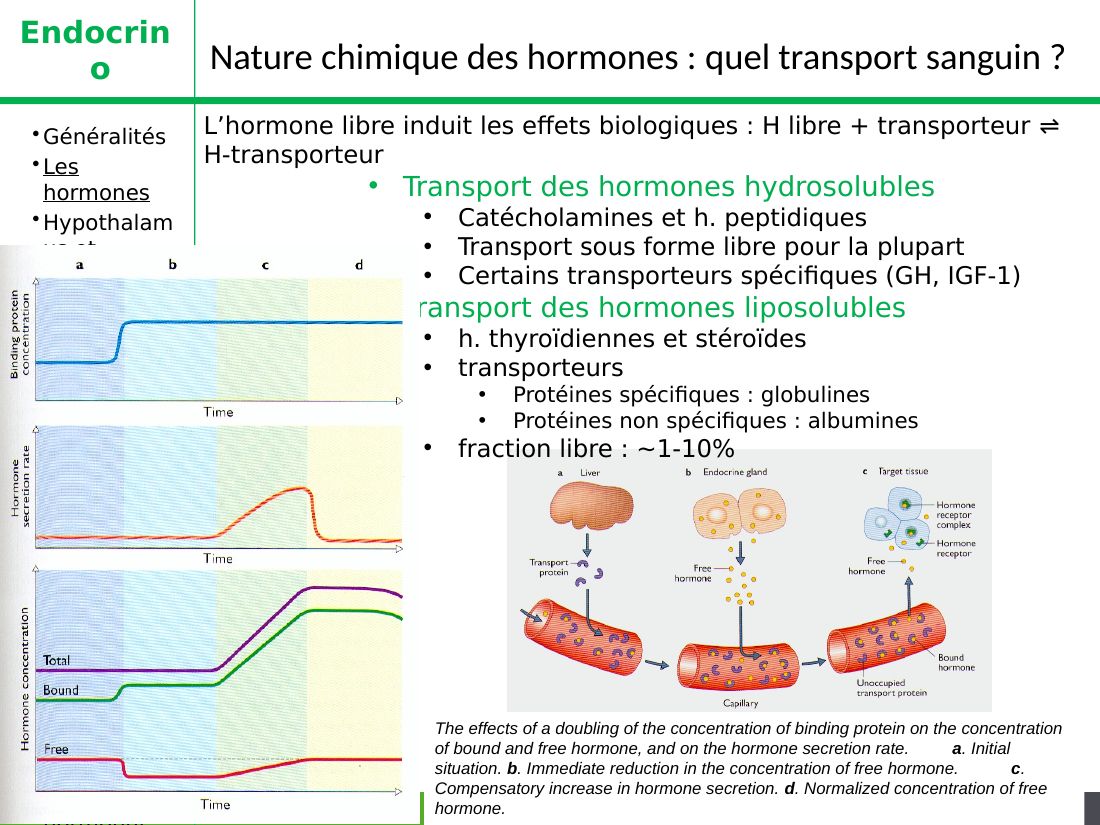 Endocrin
o
Nature chimique des hormones : quel transport sanguin ?
• Généralités
• Les
hormones
• Hypothalam
L’hormone libre induit les effets biologiques : H libre + transporteur ⇌
H-transporteur
• Transport des hormones hydrosolubles
• Catécholamines et h. peptidiques
• Transport sous forme libre pour la plupart
• Certains transporteurs spécifiques (GH, IGF-1)
ransport des hormones liposolubles
• h. thyroïdiennes et stéroïdes
• transporteurs
• Protéines spécifiques : globulines
• Protéines non spécifiques : albumines
• fraction libre : ~1-10%
a b c d
Binding protein
concentration
Time
Hormone
secretion rate
Time
Hormone concentration
Total
Bound
Free
Time
a Liver
b Endocrine gland
c Target tissue
Transport
protein
Free
hormone
Hormone
receptor
complex
Hormone
receptor
Free
hormone
Bound
hormone
Unoccupied
transport protein
Capillary
The effects of a doubling of the concentration of binding protein on the concentration
of bound and free hormone, and on the hormone secretion rate. a. Initial
situation. b. Immediate reduction in the concentration of free hormone. c.
Compensatory increase in hormone secretion. d. Normalized concentration of free
hormone.